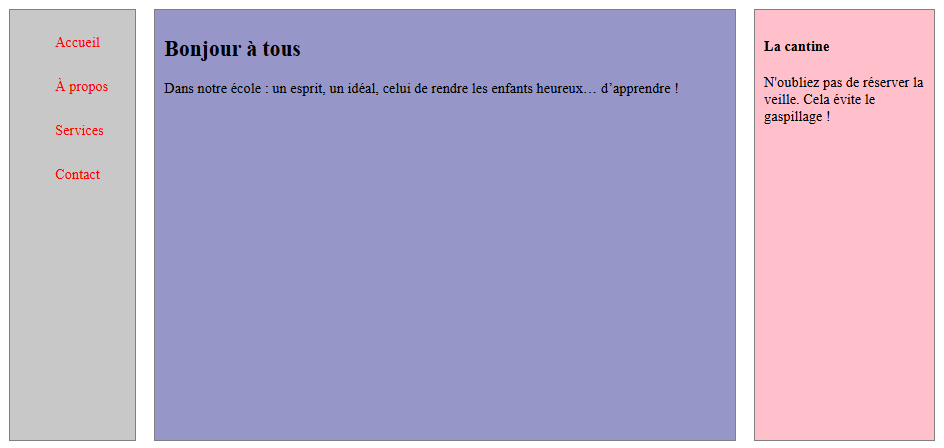 Accueil
À propos
Services
Contact
Bonjour à tous
Dans notre école : un esprit, un idéal, celui de rendre les enfants heureux… d’apprendre !
La cantine
N'oubliez pas de réserver la
veille. Cela évite le
gaspillage !